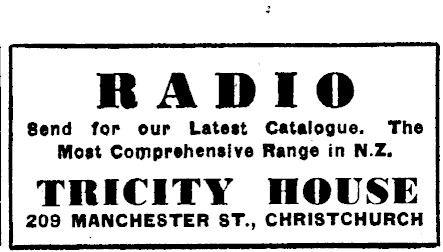 RADIO
Send for our Latest Catalogue. The
Most Comprehensive Range in N.Z.
TRICITY HOUSE
209 MANCHESTER ST., CHRISTCHURCH